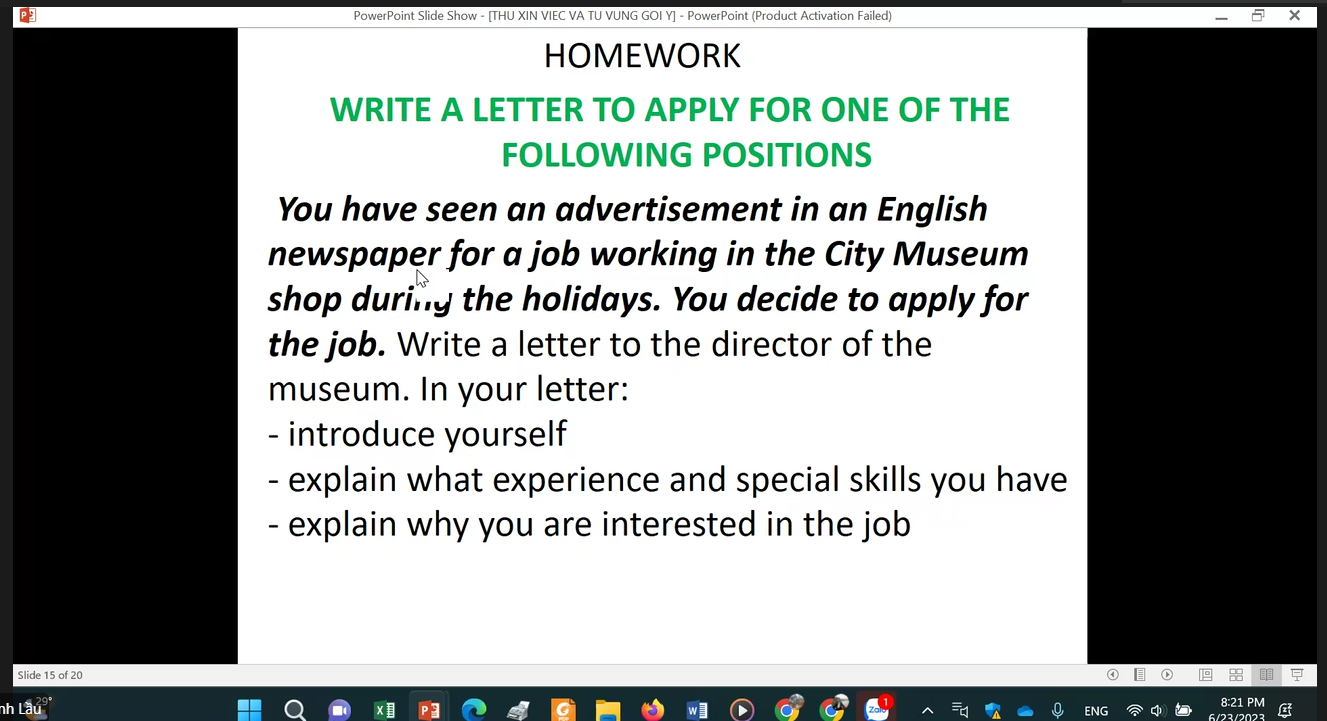 PowerPoint Slide Show - [THU XIN VIEC VA TU VUNG GOI Y] - PowerPoint (Product Activation Failed)
HOMEWORK
WRITE A LETTER TO APPLY FOR ONE OF THE
FOLLOWING POSITIONS
You have seen an advertisement in an English
newspaper for a job working in the City Museum
shop during the holidays. You decide to apply for
the job. Write a letter to the director of the
museum. In your letter:
- introduce yourself
- explain what experience and special skills you have
- explain why you are interested in the job
Slide 15 of 20
29°
nh Lâu
Zalo
1
ENG
8:21 PM
6/23/2023